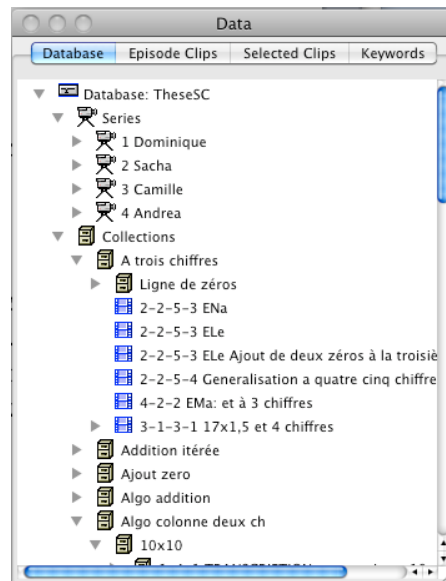 Data
Database Episode Clips Selected Clips Keywords
Database: TheseSC
Series
1 Dominique
2 Sacha
3 Camille
4 Andrea
Collections
A trois chiffres
Ligne de zéros
2-2-5-3 ENa
2-2-5-3 ELe
2-2-5-3 ELe Ajout de deux zéros à la troisiè
2-2-5-4 Generalisation a quatre cinq chiffre
4-2-2 EMa: et à 3 chiffres
3-1-3-1 17x1,5 et 4 chiffres
Addition itérée
Ajout zero
Algo addition
Algo colonne deux ch
10x10